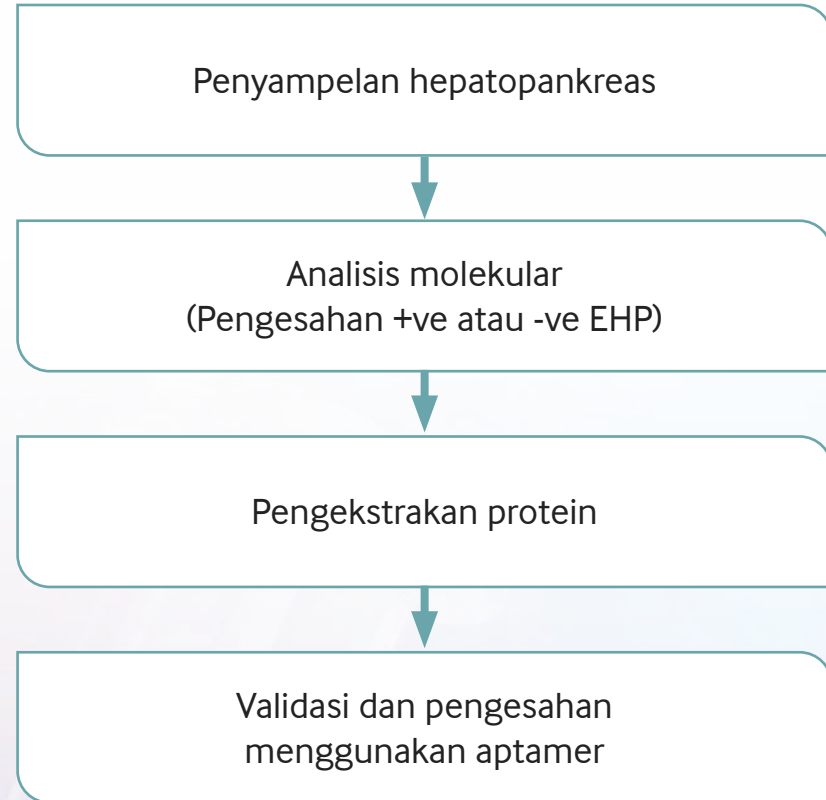 Penyampelan hepatopankreas
Analisis molekular
(Pengesahan +ve atau -ve EHP)
Pengekstrakan protein
Validasi dan pengesahan
menggunakan aptamer